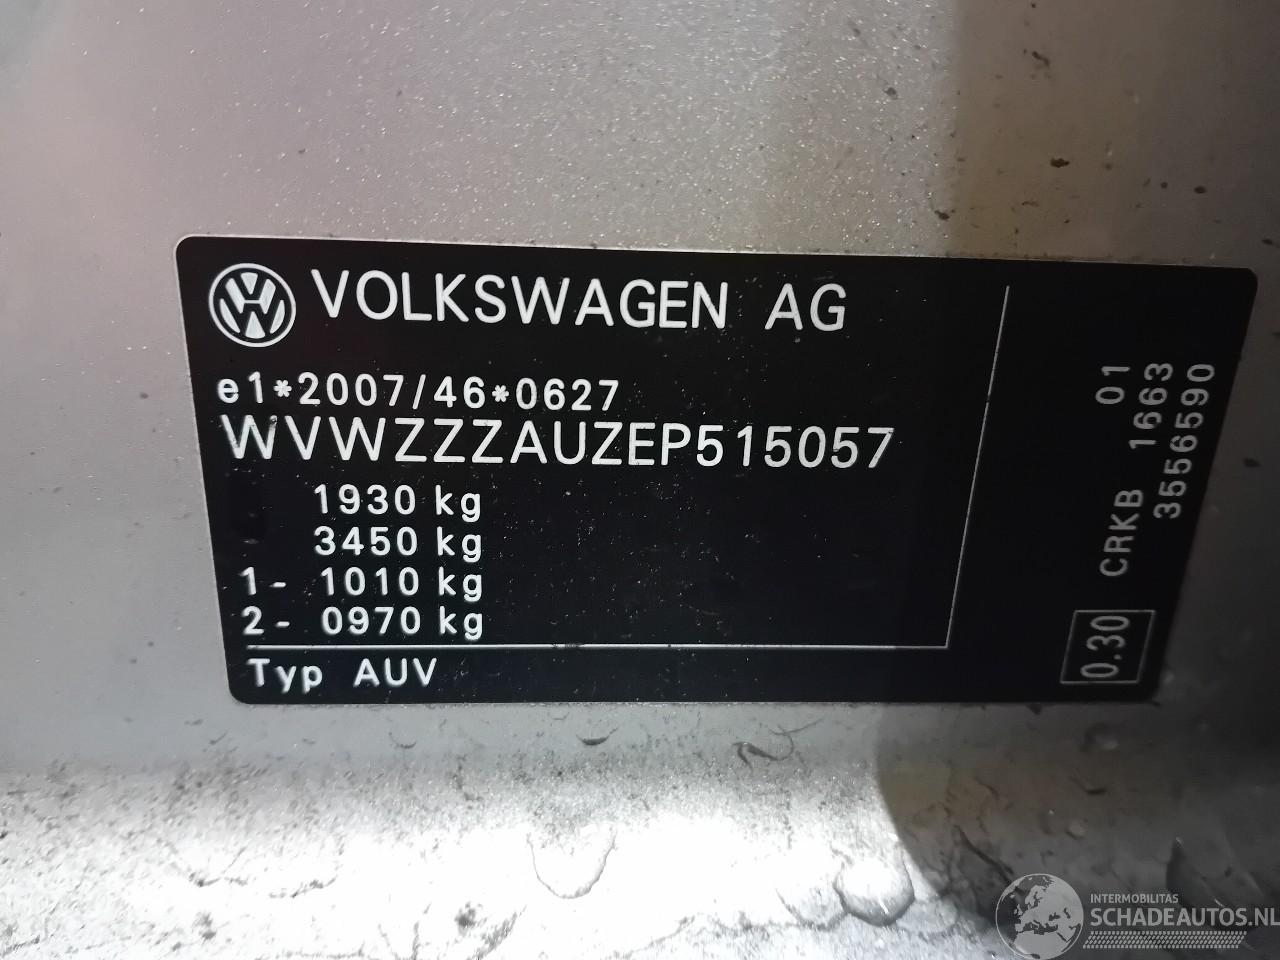 VOLKSWAGEN AG
e1*2007/46*0627
WVWZZZAUZEP515057
1930 kg
3450 kg
1- 1010 kg
2- 0970 kg
Typ AUV
01
CRKB 1663
3556590
0.30
INTERMOBILITAS
SCHADEAUTOS.NL